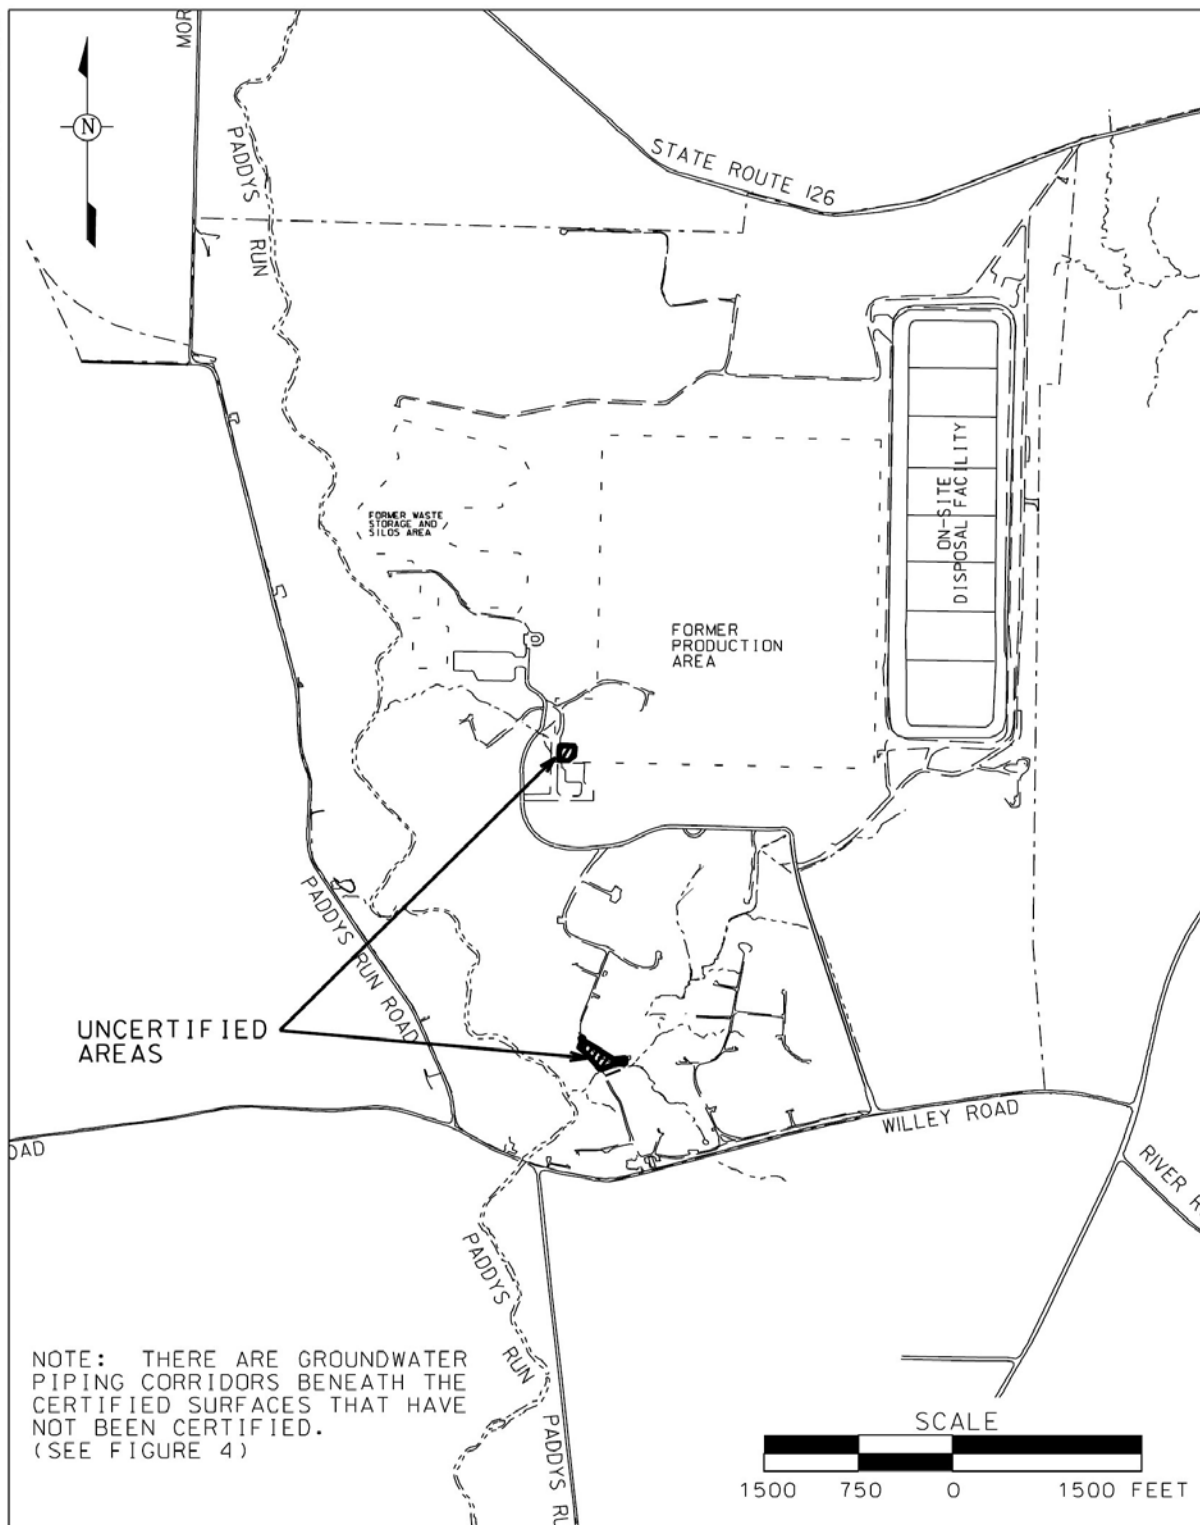 MOR
N
PADDYS
RUN
STATE ROUTE 126
FORMER WASTE
STORAGE AND
SILOS AREA
ON-SITE
DISPOSAL FACILITY
FORMER
PRODUCTION
AREA
PADDYS RUN ROAD
UNCERTIFIED
AREAS
WILLEY ROAD
OAD
RIVER R
PADDYS
RUN
PADDYS RU
NOTE: THERE ARE GROUNDWATER
PIPING CORRIDORS BENEATH THE
CERTIFIED SURFACES THAT HAVE
NOT BEEN CERTIFIED.
(SEE FIGURE 4)
SCALE
1500 750 0 1500 FEET